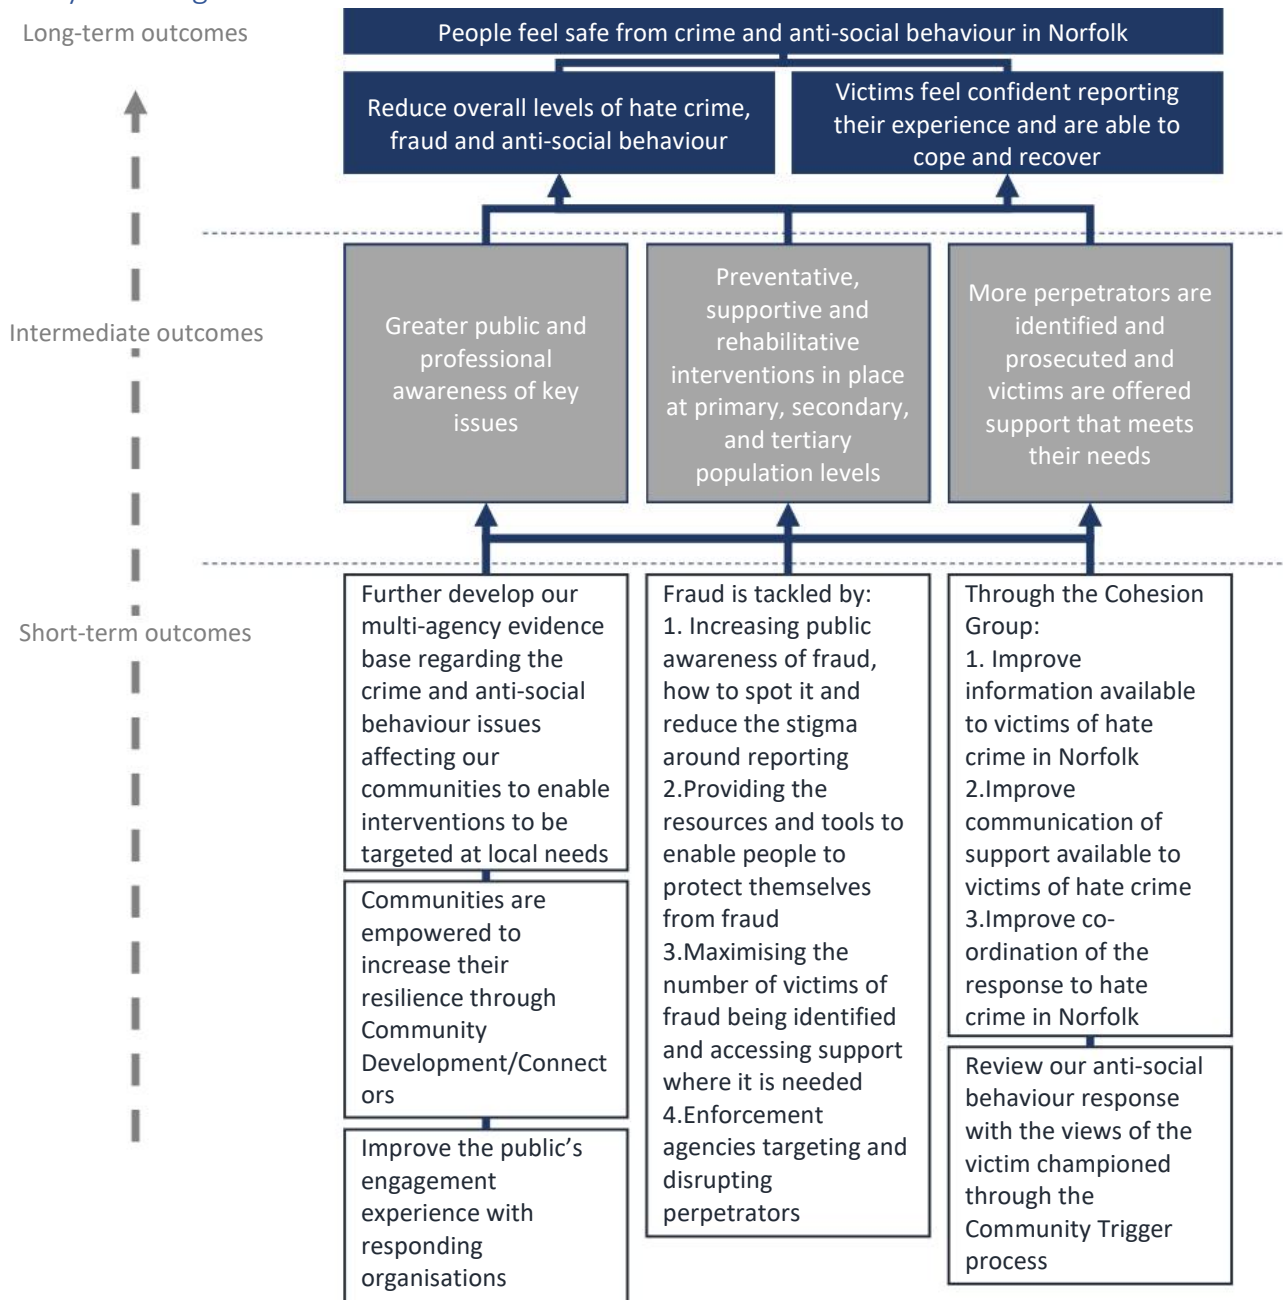 Long-term outcomes
People feel safe from crime and anti-social behaviour in Norfolk
Reduce overall levels of hate crime,
fraud and anti-social behaviour
Victims feel confident reporting
their experience and are able to
cope and recover
Intermediate outcomes
Greater public and
professional
awareness of key
issues
Preventative,
supportive and
rehabilitative
interventions in place
at primary, secondary,
and tertiary
population levels
More perpetrators are
identified and
prosecuted and
victims are offered
support that meets
their needs
Short-term outcomes
Further develop our
multi-agency evidence
base regarding the
crime and anti-social
behaviour issues
affecting our
communities to enable
interventions to be
targeted at local needs
Communities are
empowered to
increase their
resilience through
Community
Development/Connect
ors
Improve the public’s
engagement
experience with
responding
organisations
Fraud is tackled by:
1. Increasing public
awareness of fraud,
how to spot it and
reduce the stigma
around reporting
2.Providing the
resources and tools to
enable people to
protect themselves
from fraud
3.Maximising the
number of victims of
fraud being identified
and accessing support
where it is needed
4.Enforcement
agencies targeting and
disrupting
perpetrators
Through the Cohesion
Group:
1. Improve
information available
to victims of hate
crime in Norfolk
2.Improve
communication of
support available to
victims of hate crime
3.Improve co-
ordination of the
response to hate
crime in Norfolk
Review our anti-social
behaviour response
with the views of the
victim championed
through the
Community Trigger
process